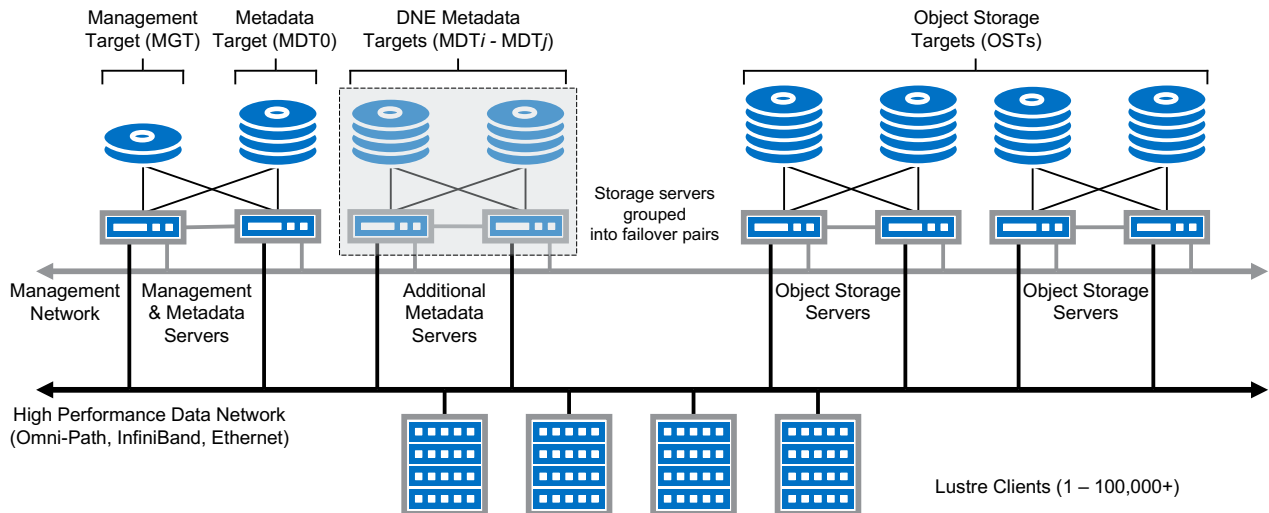 Management
Target (MGT)
Metadata
Target (MDT0)
DNE Metadata
Targets (MDTi - MDTj)
Object Storage
Targets (OSTs)
Storage servers
grouped
into failover pairs
Management
Network
Management
& Metadata
Servers
Additional
Metadata
Servers
Object Storage
Servers
Object Storage
Servers
High Performance Data Network
(Omni-Path, InfiniBand, Ethernet)
Lustre Clients (1 – 100,000+)